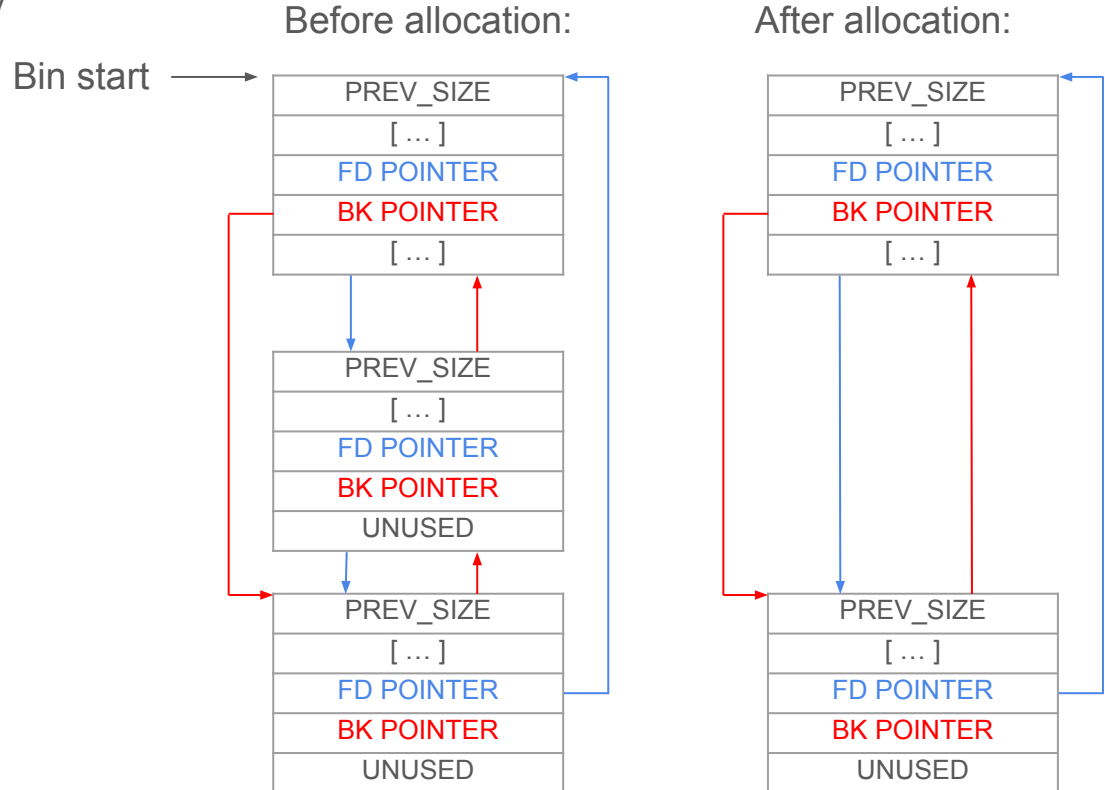 Before allocation:
After allocation:
Bin start
PREV_SIZE
[ … ]
FD POINTER
BK POINTER
[ … ]
PREV_SIZE
[ … ]
FD POINTER
BK POINTER
UNUSED
PREV_SIZE
[ … ]
FD POINTER
BK POINTER
UNUSED
PREV_SIZE
[ … ]
FD POINTER
BK POINTER
[ … ]
PREV_SIZE
[ … ]
FD POINTER
BK POINTER
UNUSED